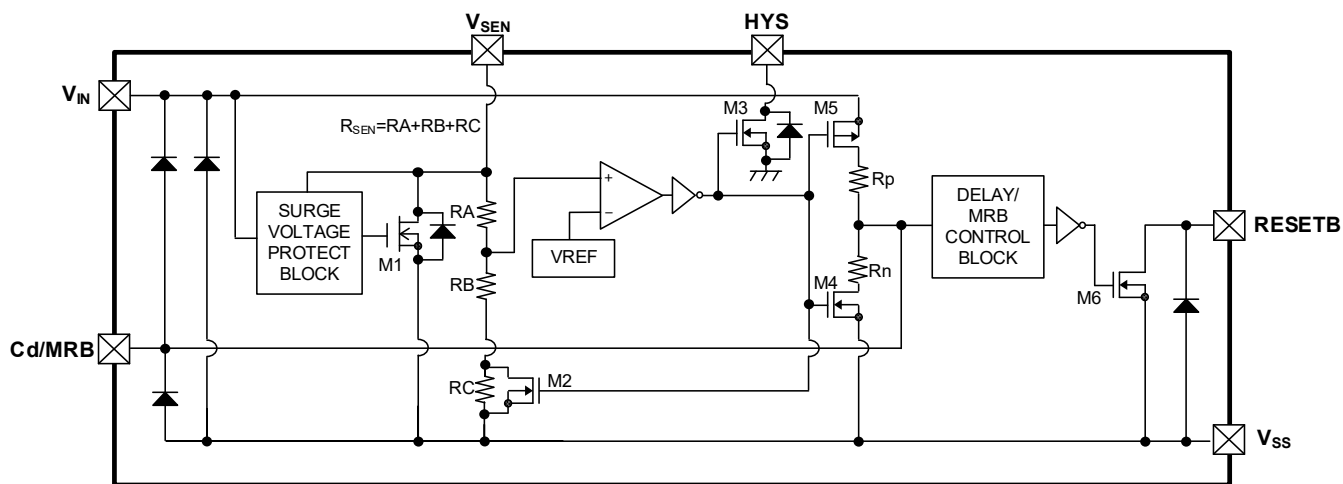 VSEN
HYS
VIN
RSEN=RA+RB+RC
M3
M5
SURGE
VOLTAGE
PROTECT
BLOCK
M1
RA
RB
+
−
VREF
Rp
Rn
M4
DELAY/
MRB
CONTROL
BLOCK
M6
RESETB
Cd/MRB
RC
M2
VSS